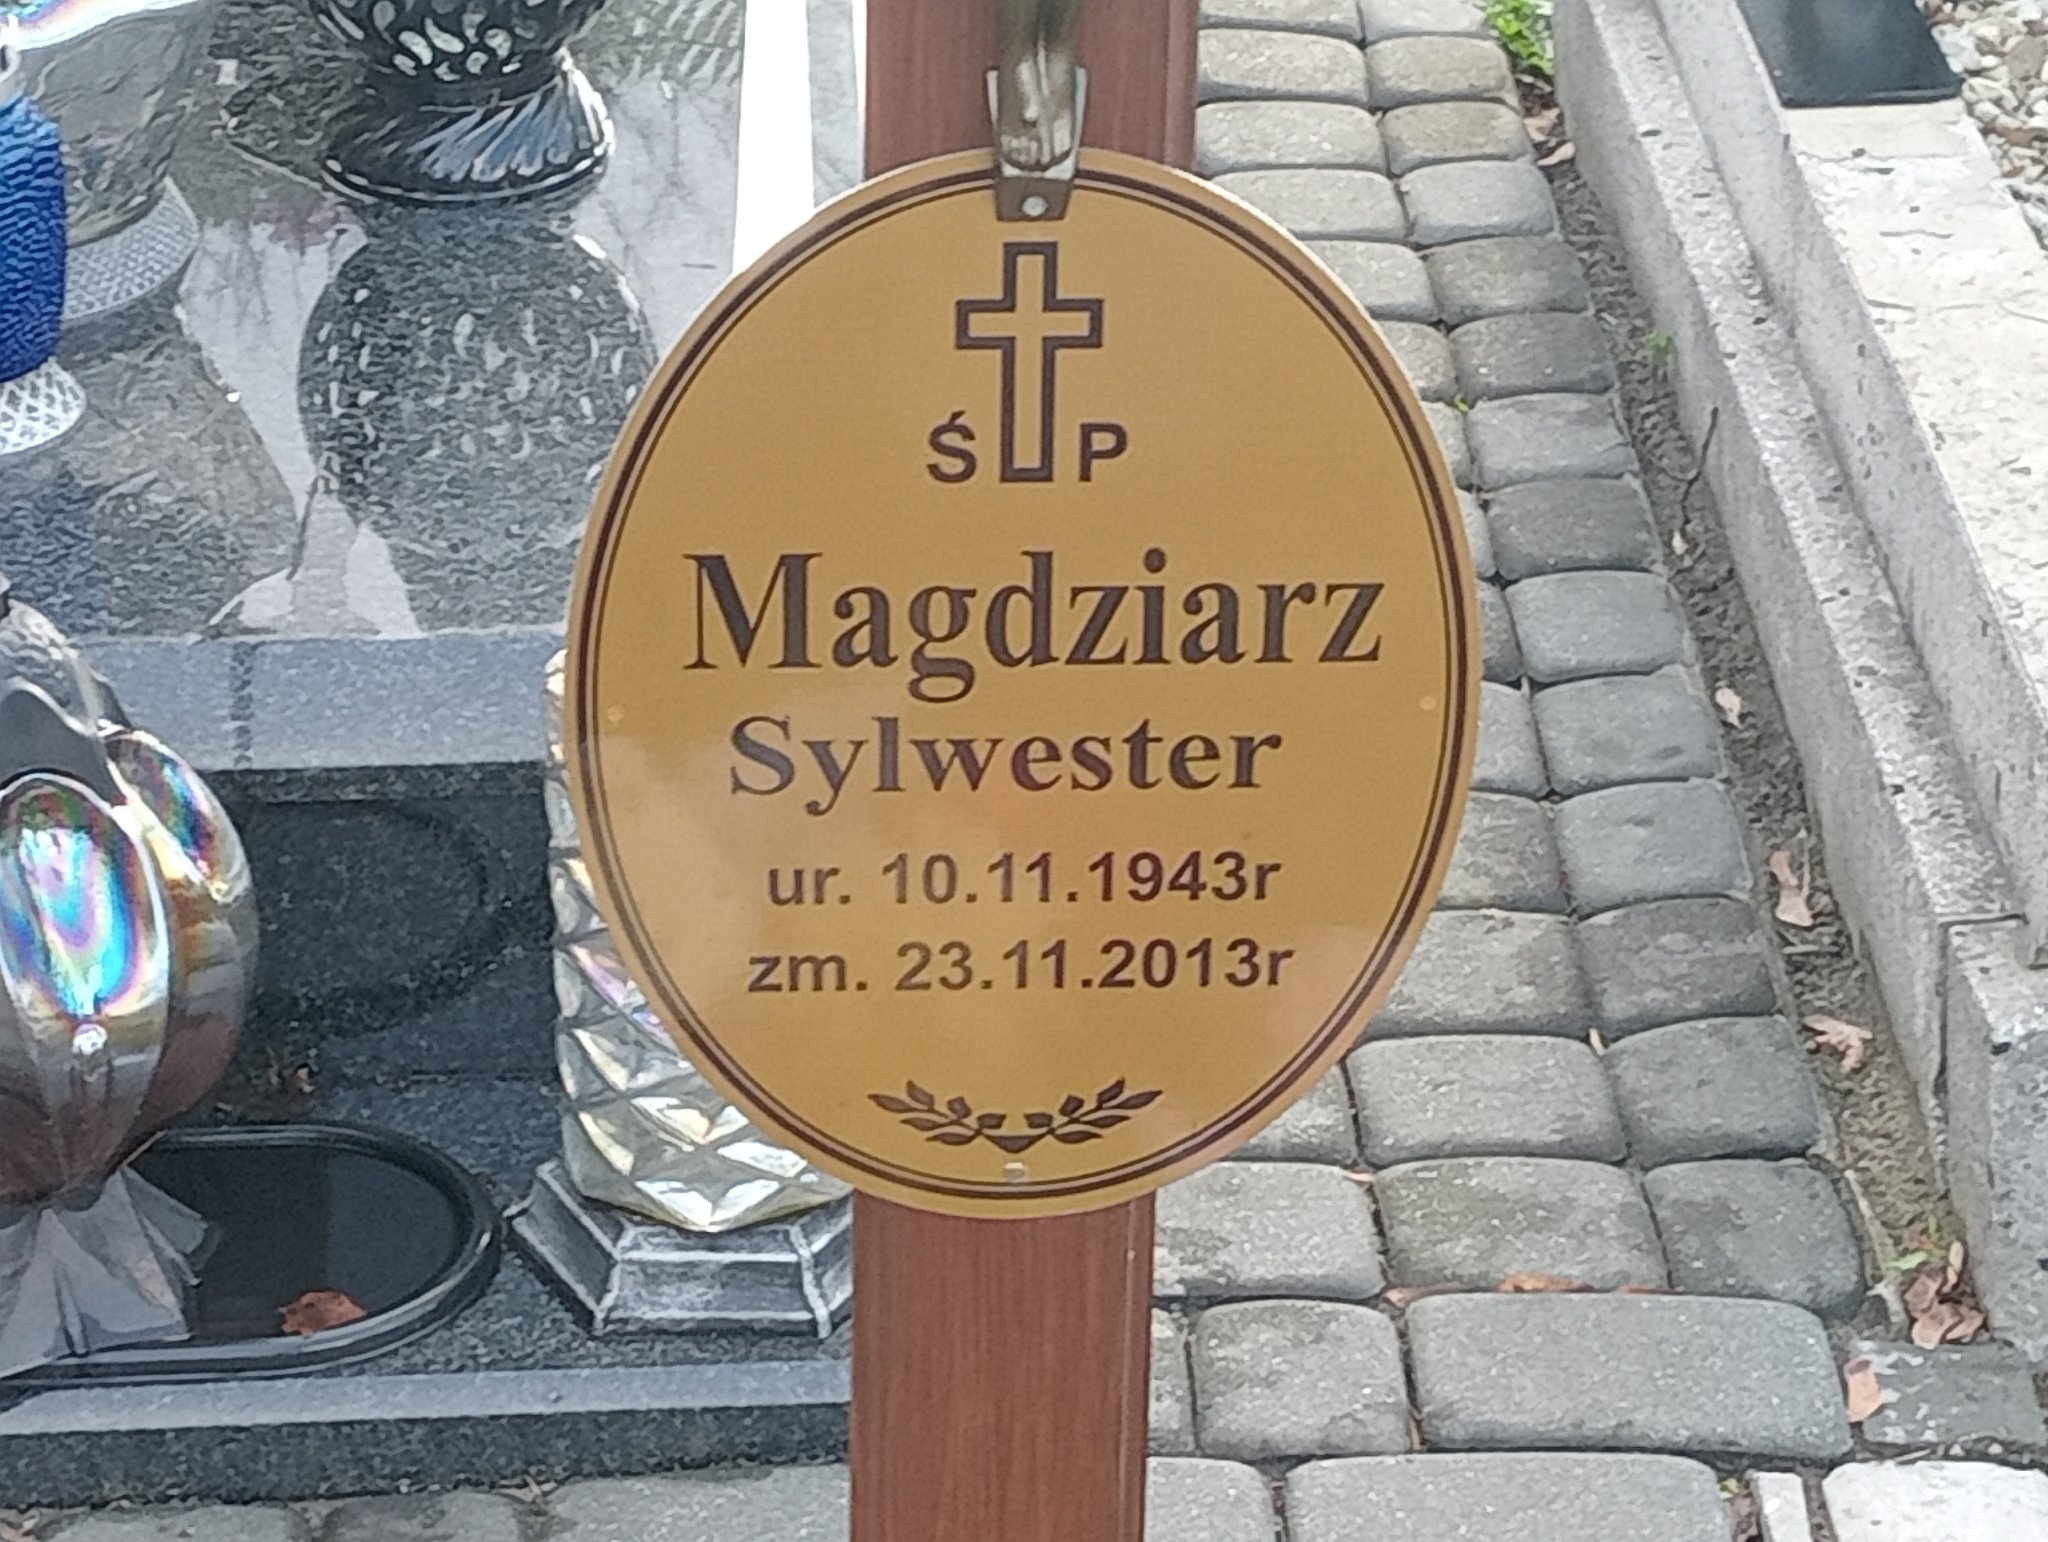 Ś P
Magdziarz
Sylwester
ur. 10.11.1943r
zm. 23.11.2013r